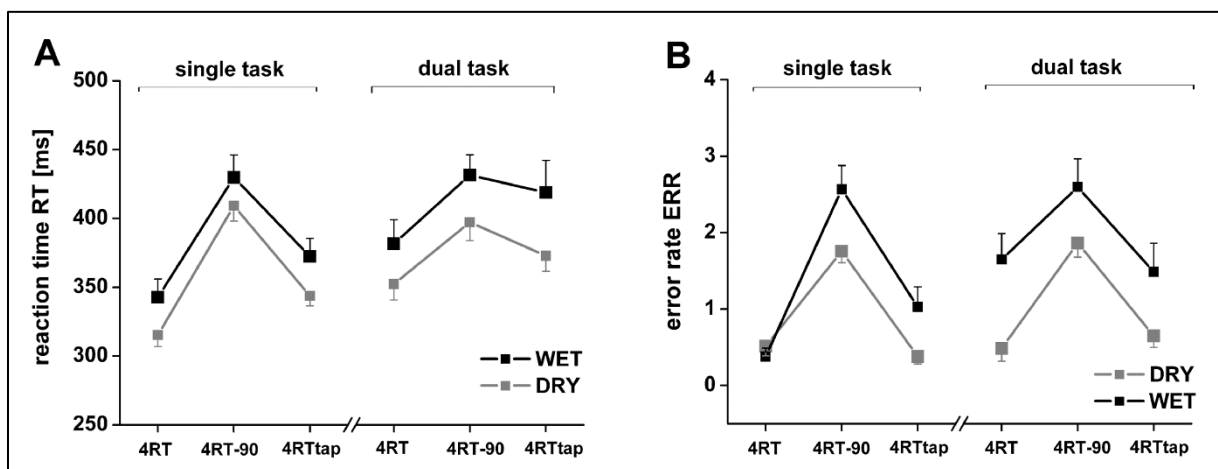 A
single task
dual task
500
450
400
350
300
250
reaction time RT [ms]
WET
DRY
4RT 4RT-90 4RTtap 4RT 4RT-90 4RTtap
B
single task
dual task
4
3
2
1
0
error rate ERR
DRY
WET
4RT 4RT-90 4RTtap 4RT 4RT-90 4RTtap